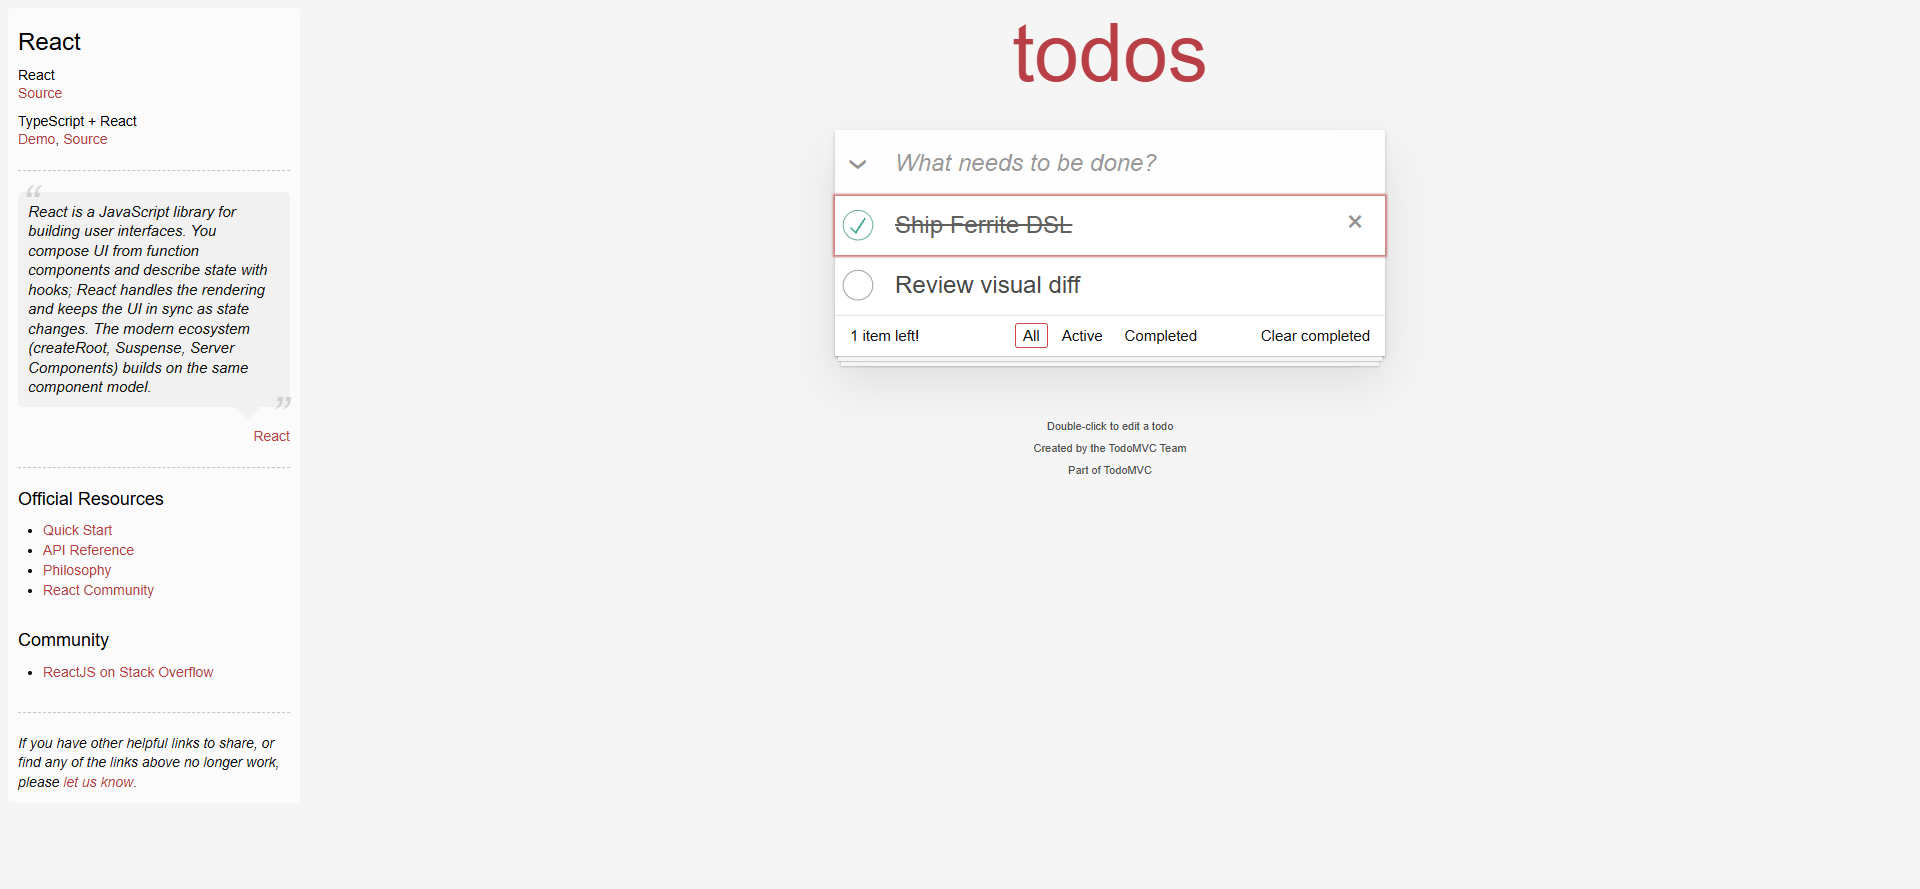 React
React
Source
TypeScript + React
Demo, Source
“
React is a JavaScript library for
building user interfaces. You
compose UI from function
components and describe state with
hooks; React handles the rendering
and keeps the UI in sync as state
changes. The modern ecosystem
(createRoot, Suspense, Server
Components) builds on the same
component model.
”
React
Official Resources
• Quick Start
• API Reference
• Philosophy
• React Community
Community
• ReactJS on Stack Overflow
If you have other helpful links to share, or
find any of the links above no longer work,
please let us know.
todos
What needs to be done?
Ship Ferrite DSL ×
Review visual diff
1 item left! All Active Completed Clear completed
Double-click to edit a todo
Created by the TodoMVC Team
Part of TodoMVC